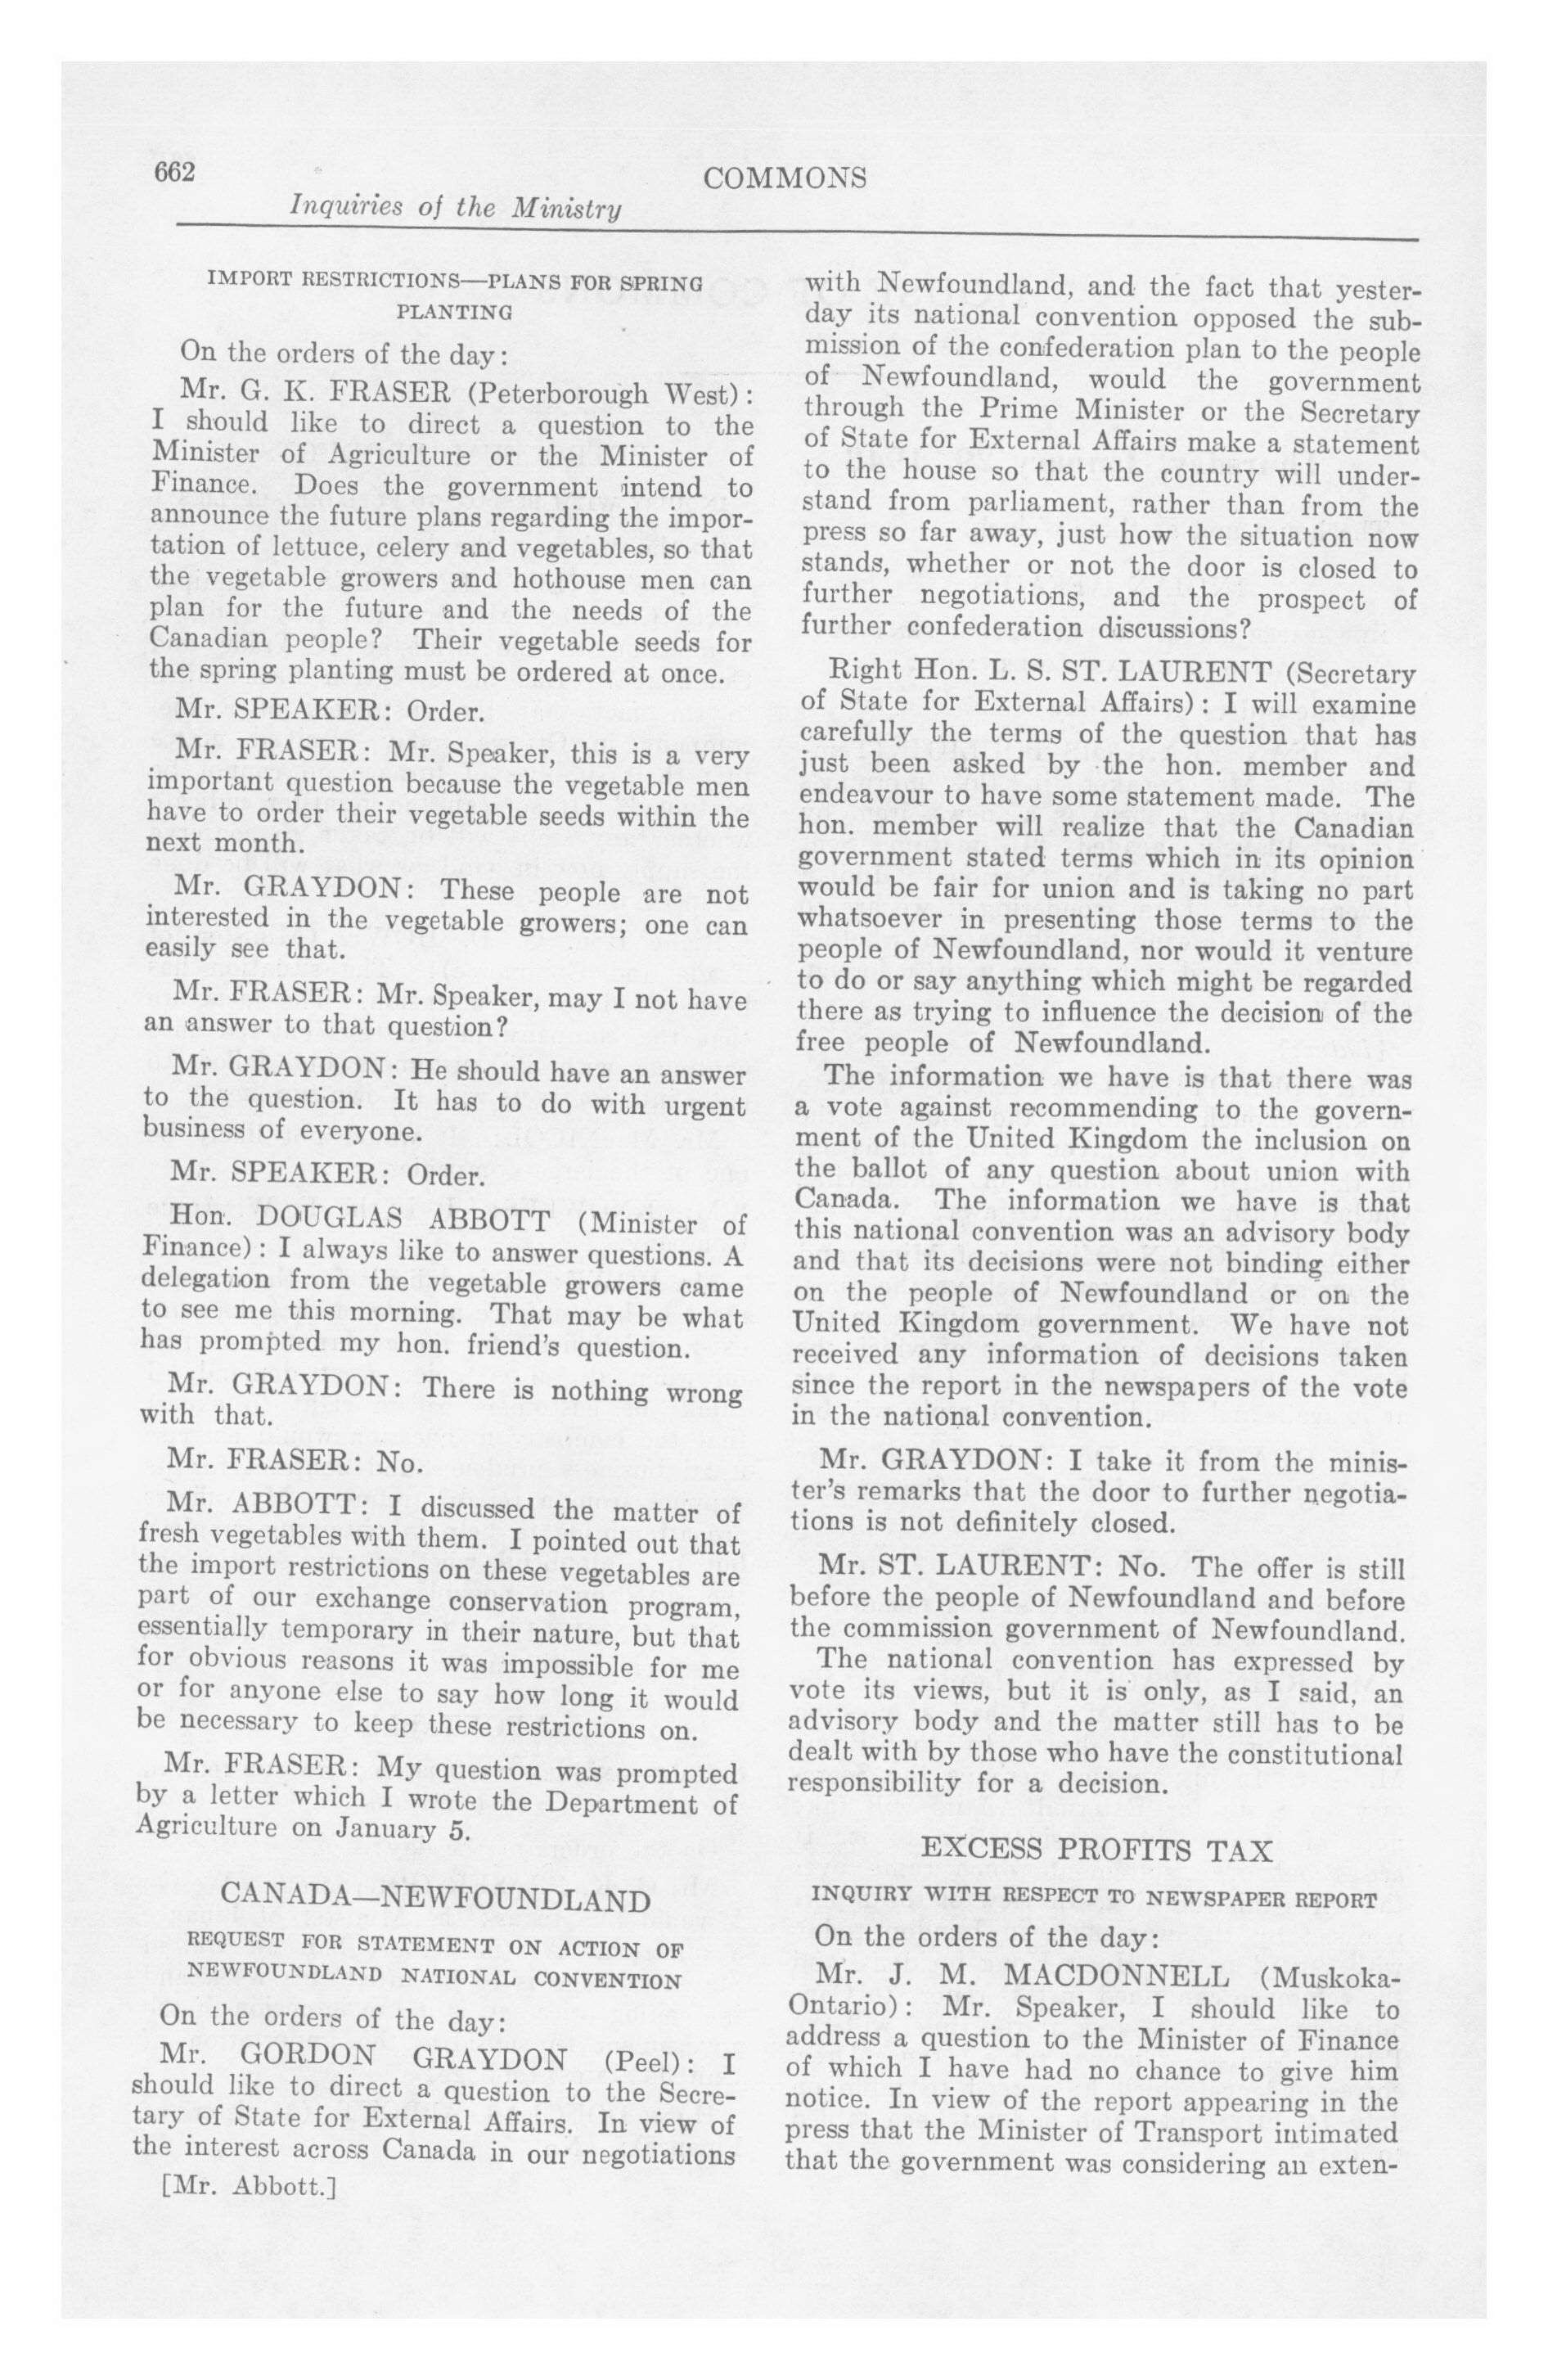 662
COMMONS
Inquiries of the Ministry
IMPORT RESTRICTIONS—PLANS FOR SPRING
PLANTING
On the orders of the day:
Mr. G. K. FRASER (Peterborough West):
I should like to direct a question to the
Minister of Agriculture or the Minister of
Finance. Does the government intend to
announce the future plans regarding the impor-
tation of lettuce, celery and vegetables, so that
the vegetable growers and hothouse men can
plan for the future and the needs of the
Canadian people? Their vegetable seeds for
the spring planting must be ordered at once.
Mr. SPEAKER: Order.
Mr. FRASER: Mr. Speaker, this is a very
important question because the vegetable men
have to order their vegetable seeds within the
next month.
Mr. GRAYDON: These people are not
interested in the vegetable growers; one can
easily see that.
Mr. FRASER: Mr. Speaker, may I not have
an answer to that question?
Mr. GRAYDON: He should have an answer
to the question. It has to do with urgent
business of everyone.
Mr. SPEAKER: Order.
Hon. DOUGLAS ABBOTT (Minister of
Finance): I always like to answer questions. A
delegation from the vegetable growers came
to see me this morning. That may be what
has prompted my hon. friend's question.
Mr. GRAYDON: There is nothing wrong
with that.
Mr. FRASER: No.
Mr. ABBOTT: I discussed the matter of
fresh vegetables with them. I pointed out that
the import restrictions on these vegetables are
part of our exchange conservation program,
essentially temporary in their nature, but that
for obvious reasons it was impossible for me
or for anyone else to say how long it would
be necessary to keep these restrictions on.
Mr. FRASER: My question was prompted
by a letter which I wrote the Department of
Agriculture on January 5.
CANADA—NEWFOUNDLAND
REQUEST FOR STATEMENT ON ACTION OF
NEWFOUNDLAND NATIONAL CONVENTION
On the orders of the day:
Mr. GORDON GRAYDON (Peel): I
should like to direct a question to the Secre-
tary of State for External Affairs. In view of
the interest across Canada in our negotiations
[Mr. Abbott.]
with Newfoundland, and the fact that yester-
day its national convention opposed the sub-
mission of the confederation plan to the people
of Newfoundland, would the government
through the Prime Minister or the Secretary
of State for External Affairs make a statement
to the house so that the country will under-
stand from parliament, rather than from the
press so far away, just how the situation now
stands, whether or not the door is closed to
further negotiations, and the prospect of
further confederation discussions?
Right Hon. L. S. ST. LAURENT (Secretary
of State for External Affairs): I will examine
carefully the terms of the question that has
just been asked by the hon. member and
endeavour to have some statement made. The
hon. member will realize that the Canadian
government stated terms which in its opinion
would be fair for union and is taking no part
whatsoever in presenting those terms to the
people of Newfoundland, nor would it venture
to do or say anything which might be regarded
there as trying to influence the decision of the
free people of Newfoundland.
The information we have is that there was
a vote against recommending to the govern-
ment of the United Kingdom the inclusion on
the ballot of any question about union with
Canada. The information we have is that
this national convention was an advisory body
and that its decisions were not binding either
on the people of Newfoundland or on the
United Kingdom government. We have not
received any information of decisions taken
since the report in the newspapers of the vote
in the national convention.
Mr. GRAYDON: I take it from the minis-
ter's remarks that the door to further negotia-
tions is not definitely closed.
Mr. ST. LAURENT: No. The offer is still
before the people of Newfoundland and before
the commission government of Newfoundland.
The national convention has expressed by
vote its views, but it is only, as I said, an
advisory body and the matter still has to be
dealt with by those who have the constitutional
responsibility for a decision.
EXCESS PROFITS TAX
INQUIRY WITH RESPECT TO NEWSPAPER REPORT
On the orders of the day:
Mr. J. M. MACDONNELL (Muskoka-
Ontario): Mr. Speaker, I should like to
address a question to the Minister of Finance
of which I have had no chance to give him
notice. In view of the report appearing in the
press that the Minister of Transport intimated
that the government was considering an exten-